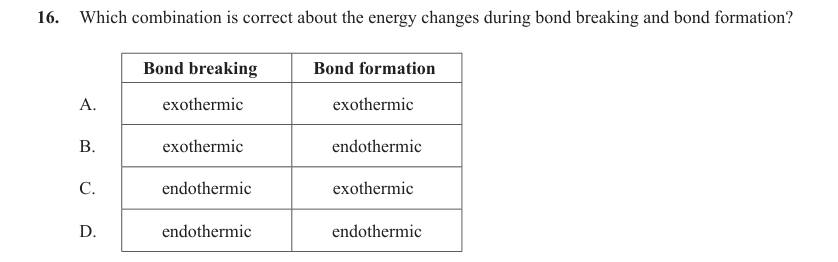 16. Which combination is correct about the energy changes during bond breaking and bond formation?
Bond breaking Bond formation
A. exothermic exothermic
B. exothermic endothermic
C. endothermic exothermic
D. endothermic endothermic